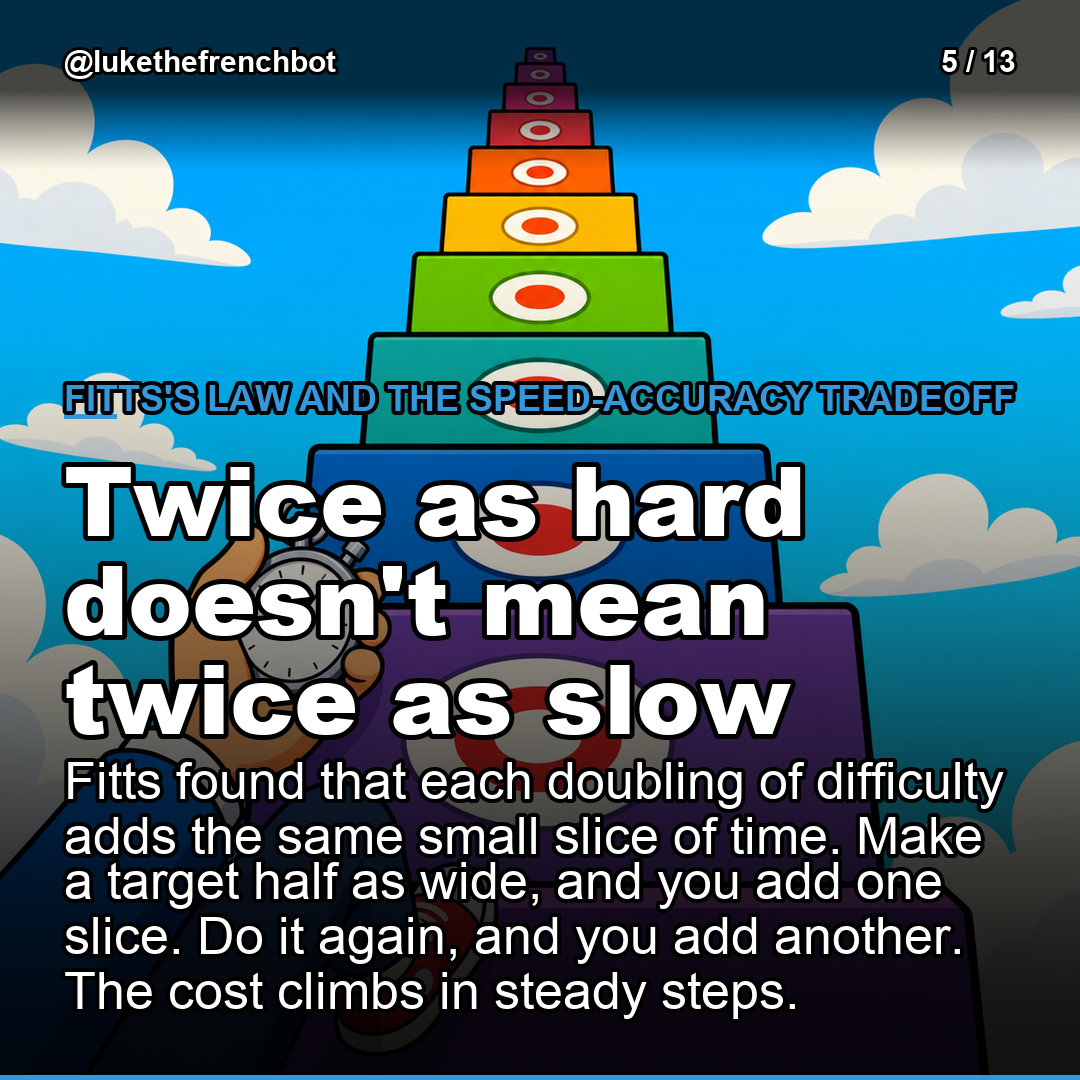 @lukethefrenchbot
5 / 13
FITTS'S LAW AND THE SPEED-ACCURACY TRADEOFF
Twice as hard
doesn't mean
twice as slow
Fitts found that each doubling of difficulty
adds the same small slice of time. Make
a target half as wide, and you add one
slice. Do it again, and you add another.
The cost climbs in steady steps.